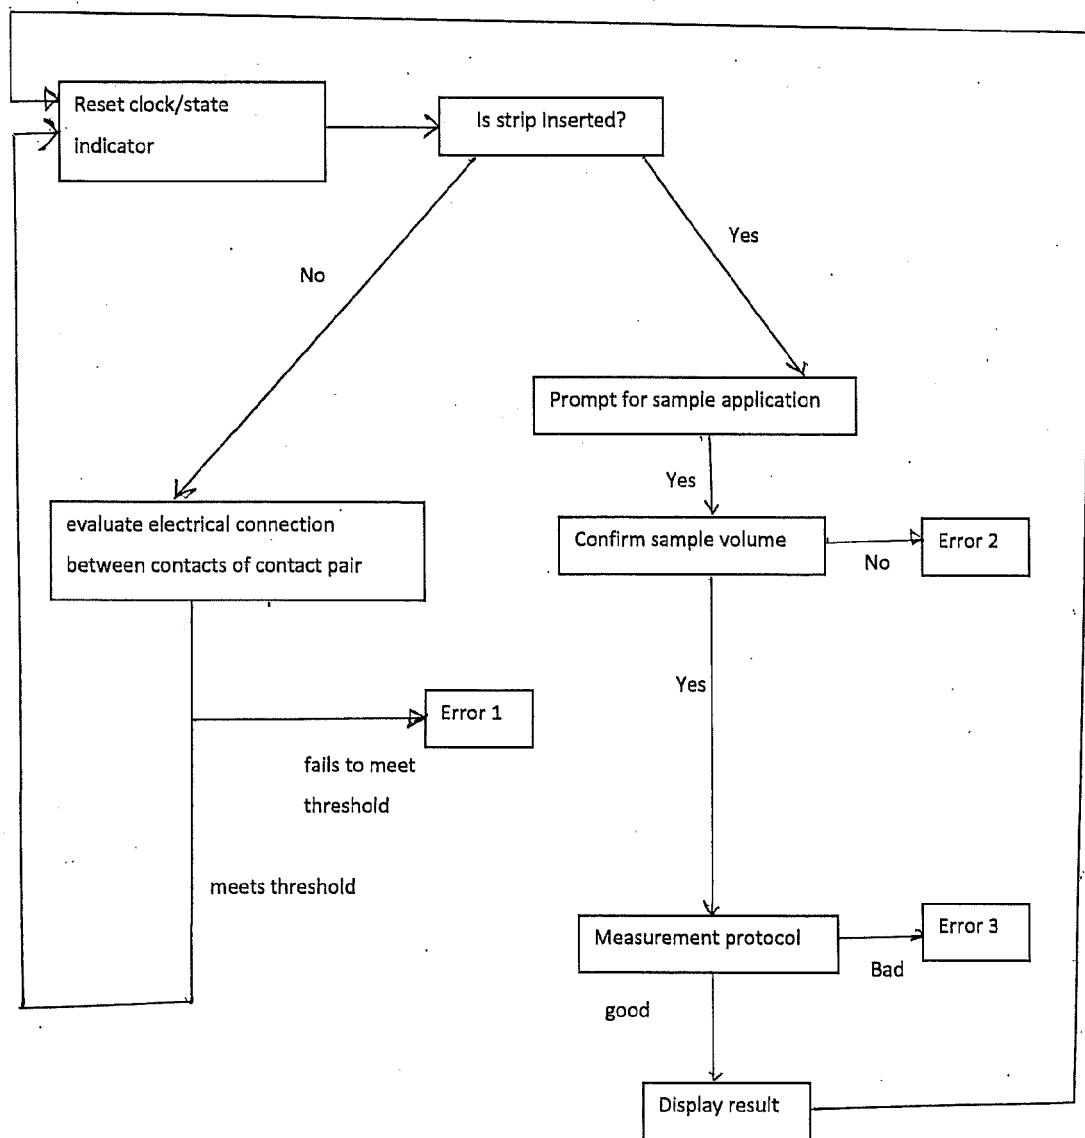 Reset clock/state
indicator
Is strip Inserted?
Yes
No
Prompt for sample application
Yes
evaluate electrical connection
between contacts of contact pair
Confirm sample volume
No
Error 2
Yes
Error 1
fails to meet
threshold
meets threshold
Measurement protocol
Error 3
Bad
good
Display result